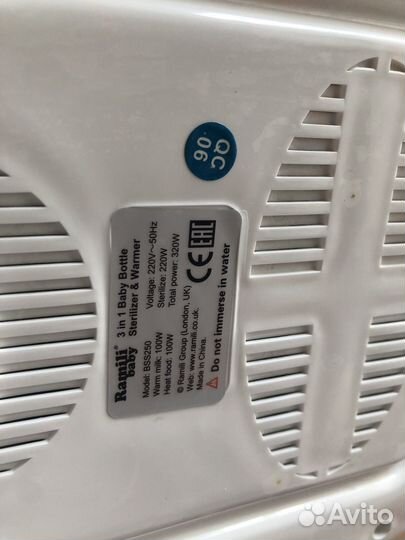 QC
06
Ramili®
baby
3 in 1 Baby Bottle
Sterilizer & Warmer
Model: BSS250
Voltage: 220V~50Hz
Warm milk: 100W
Sterilize: 220W
Heat food: 100W
Total power: 320W
© Ramili Group (London, UK)
Web: www.ramili.co.uk.
Made in China.
CE EAC
Do not immerse in water
Avito